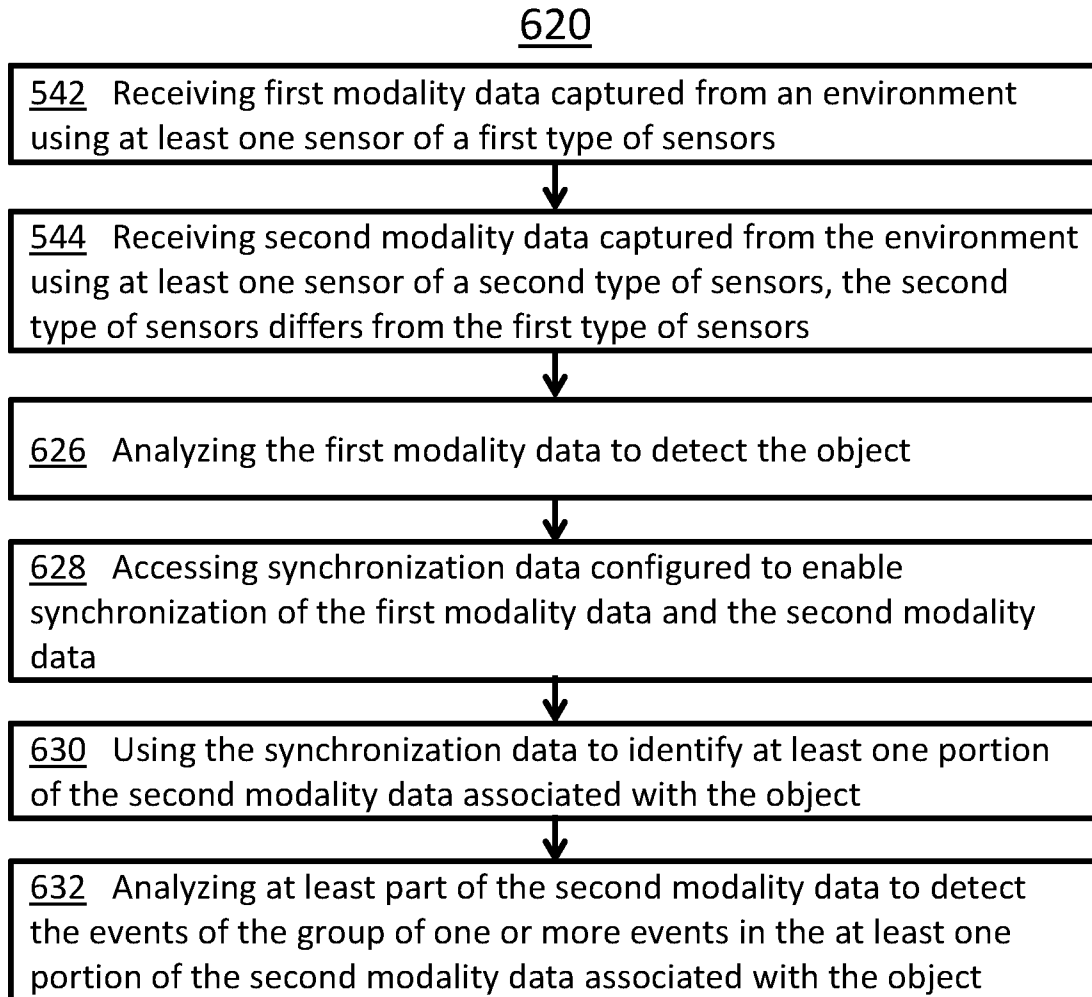 620
542 Receiving first modality data captured from an environment
using at least one sensor of a first type of sensors
544 Receiving second modality data captured from the environment
using at least one sensor of a second type of sensors, the second
type of sensors differs from the first type of sensors
626 Analyzing the first modality data to detect the object
628 Accessing synchronization data configured to enable
synchronization of the first modality data and the second modality
data
630 Using the synchronization data to identify at least one portion
of the second modality data associated with the object
632 Analyzing at least part of the second modality data to detect
the events of the group of one or more events in the at least one
portion of the second modality data associated with the object